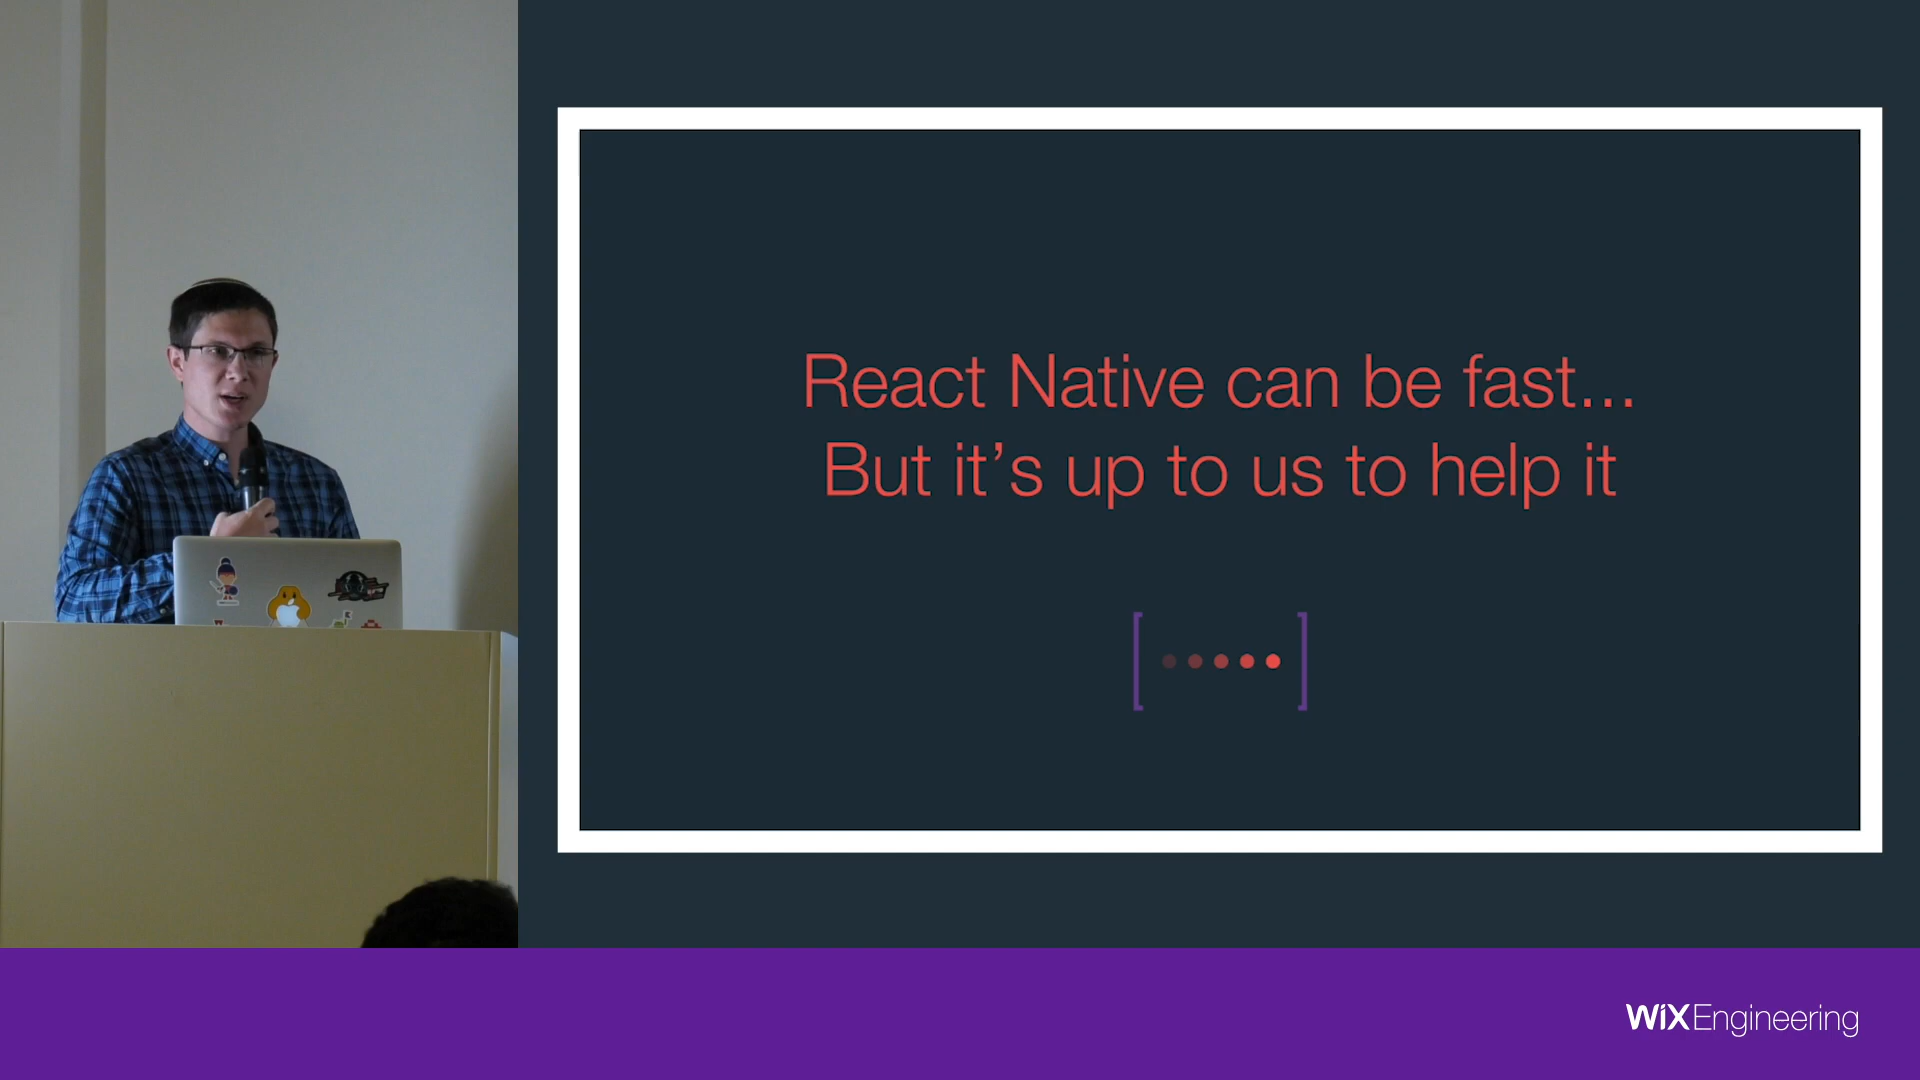 React Native can be fast...
But it's up to us to help it
WiX Engineering